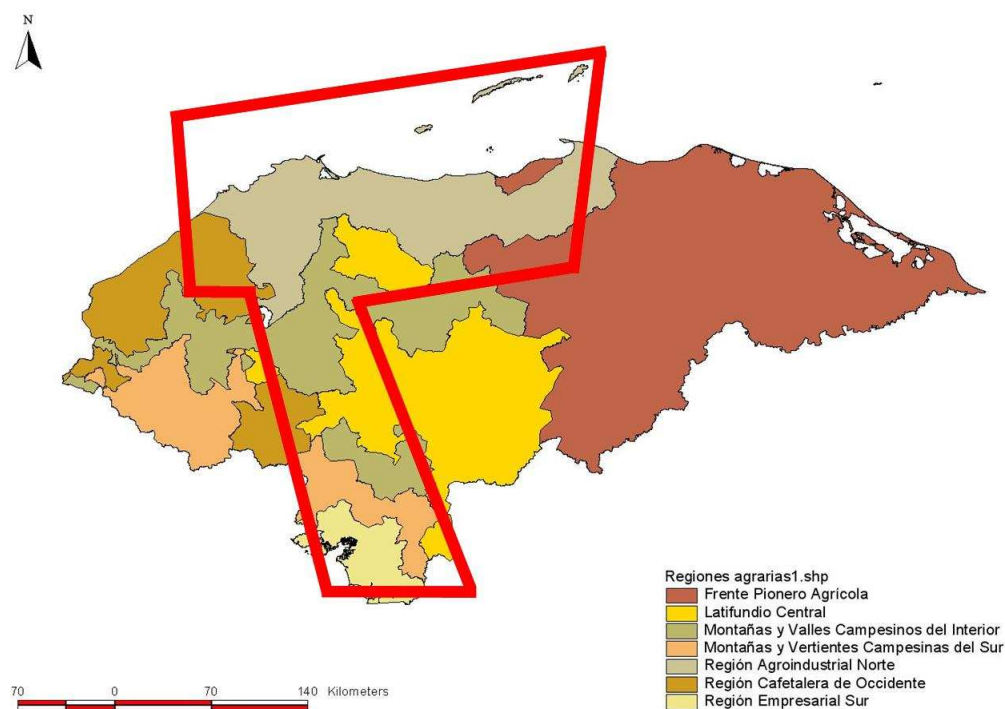 N
Regiones agrarias1.shp
Frente Pionero Agrícola
Latifundio Central
Montañas y Valles Campesinos del Interior
Montañas y Vertientes Campesinas del Sur
Región Agroindustrial Norte
Región Cafetalera de Occidente
Región Empresarial Sur
70 0 70 140 Kilometers